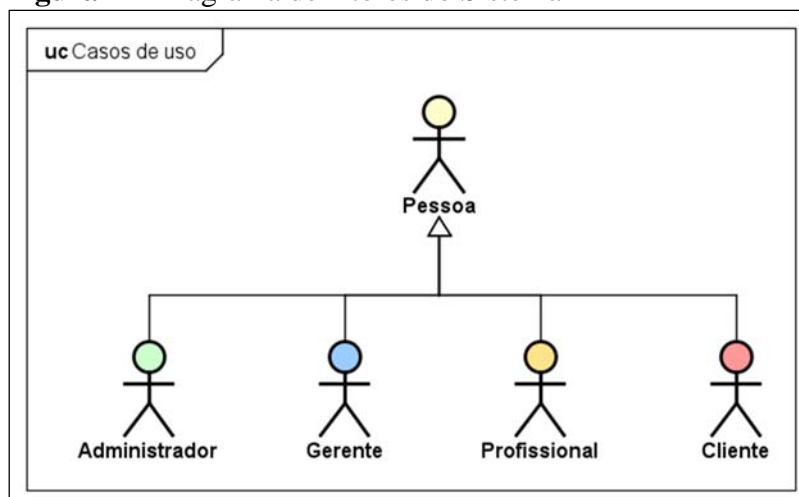 uc Casos de uso
Pessoa
Administrador
Gerente
Profissional
Cliente